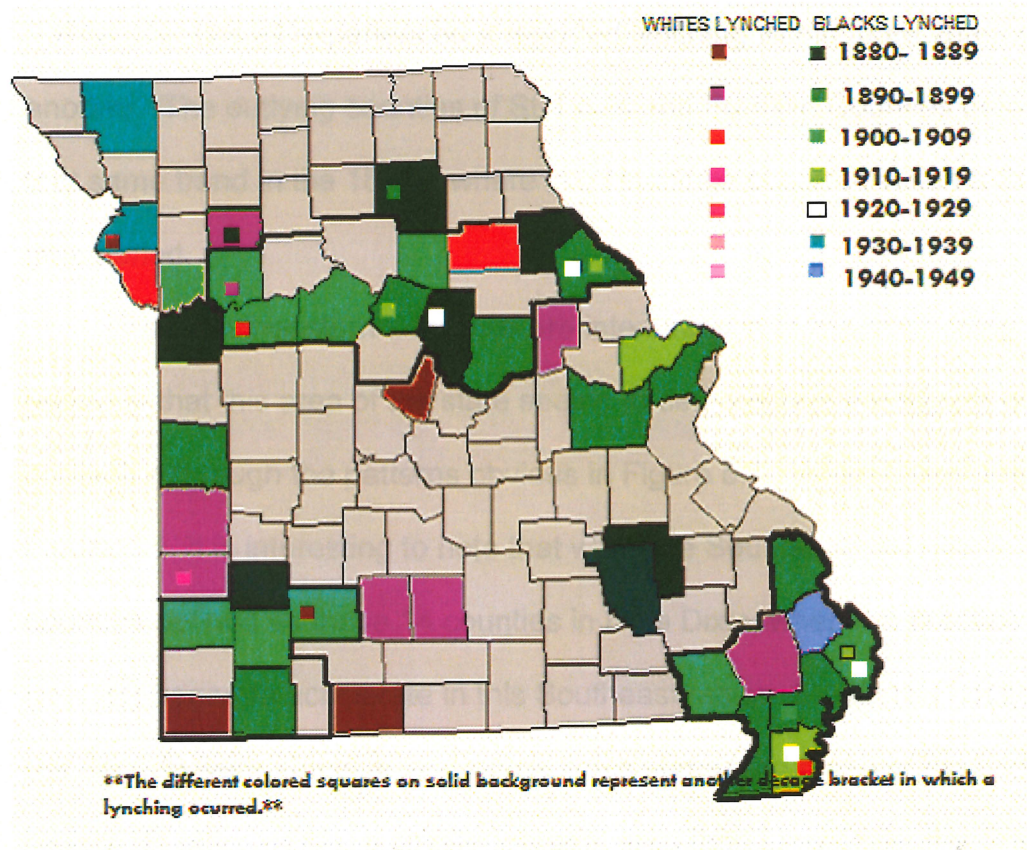 WHITES LYNCHED BLACKS LYNCHED
1880- 1889
1890-1899
1900-1909
1910-1919
1920-1929
1930-1939
1940-1949
**The different colored squares on solid background represent another decade bracket in which a
lynching ocurred.**